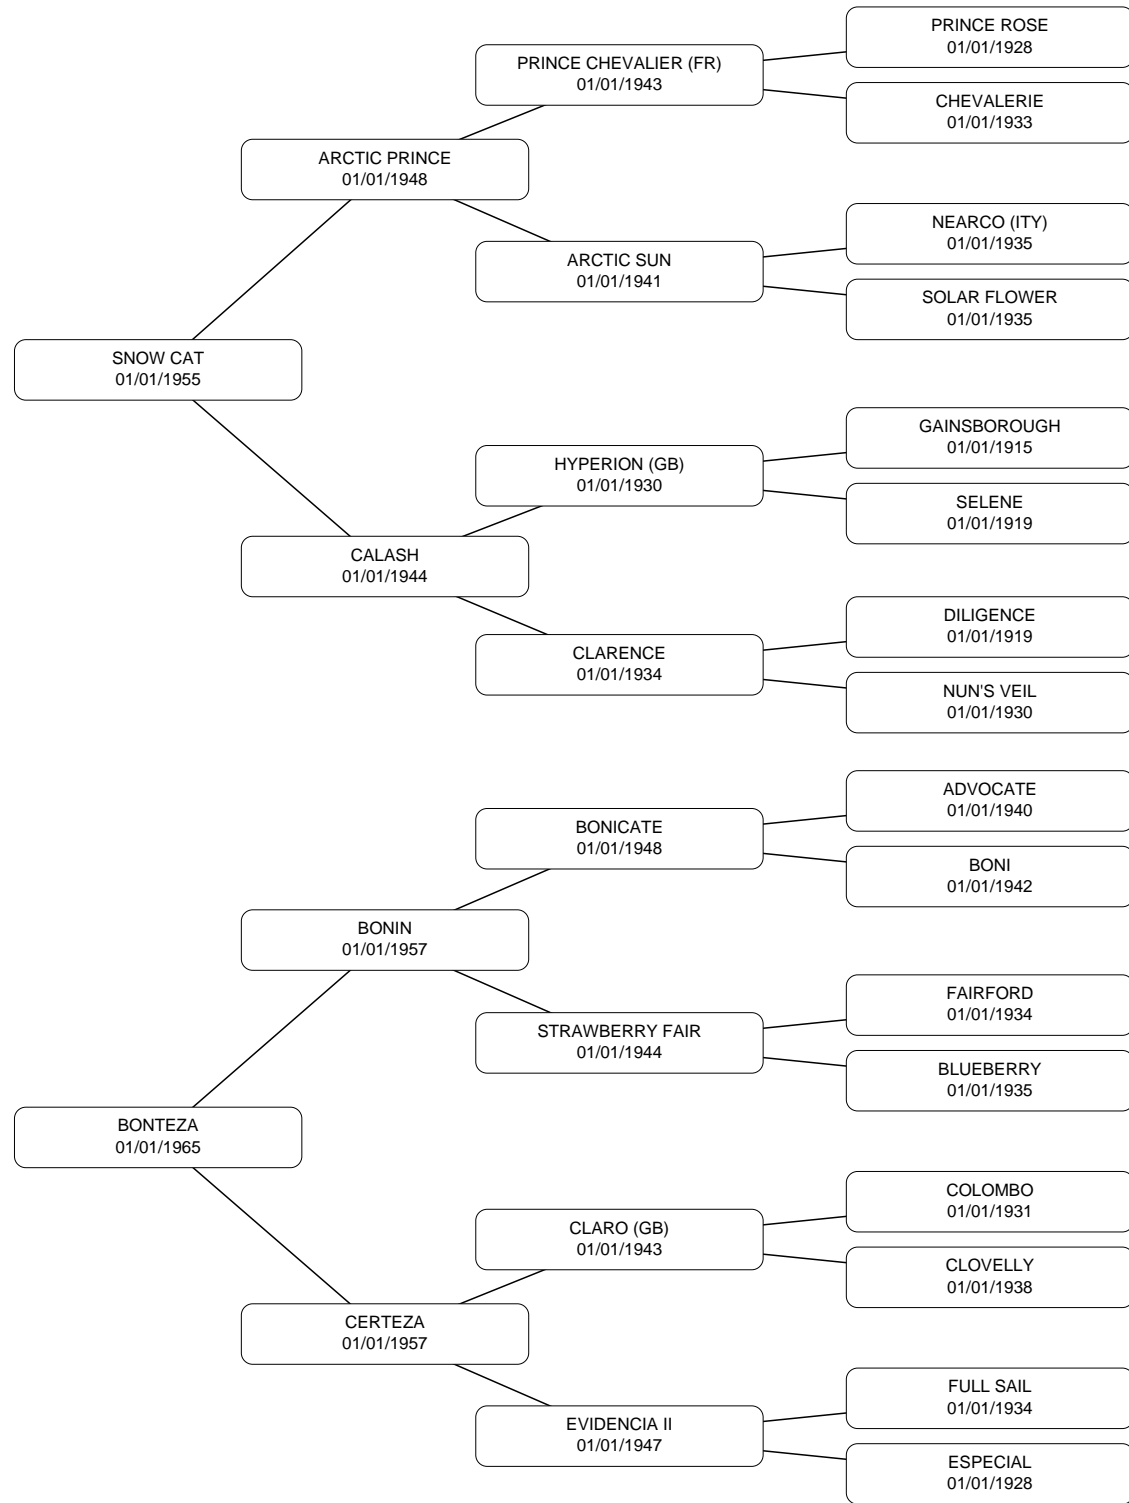 PRINCE ROSE
01/01/1928
PRINCE CHEVALIER (FR)
01/01/1943
CHEVALERIE
01/01/1933
ARCTIC PRINCE
01/01/1948
NEARCO (ITY)
01/01/1935
ARCTIC SUN
01/01/1941
SOLAR FLOWER
01/01/1935
SNOW CAT
01/01/1955
GAINSBOROUGH
01/01/1915
HYPERION (GB)
01/01/1930
SELENE
01/01/1919
CALASH
01/01/1944
DILIGENCE
01/01/1919
CLARENCE
01/01/1934
NUN'S VEIL
01/01/1930
ADVOCATE
01/01/1940
BONICATE
01/01/1948
BONI
01/01/1942
BONIN
01/01/1957
FAIRFORD
01/01/1934
STRAWBERRY FAIR
01/01/1944
BLUEBERRY
01/01/1935
BONTEZA
01/01/1965
COLOMBO
01/01/1931
CLARO (GB)
01/01/1943
CLOVELLY
01/01/1938
CERTEZA
01/01/1957
FULL SAIL
01/01/1934
EVIDENCIA II
01/01/1947
ESPECIAL
01/01/1928